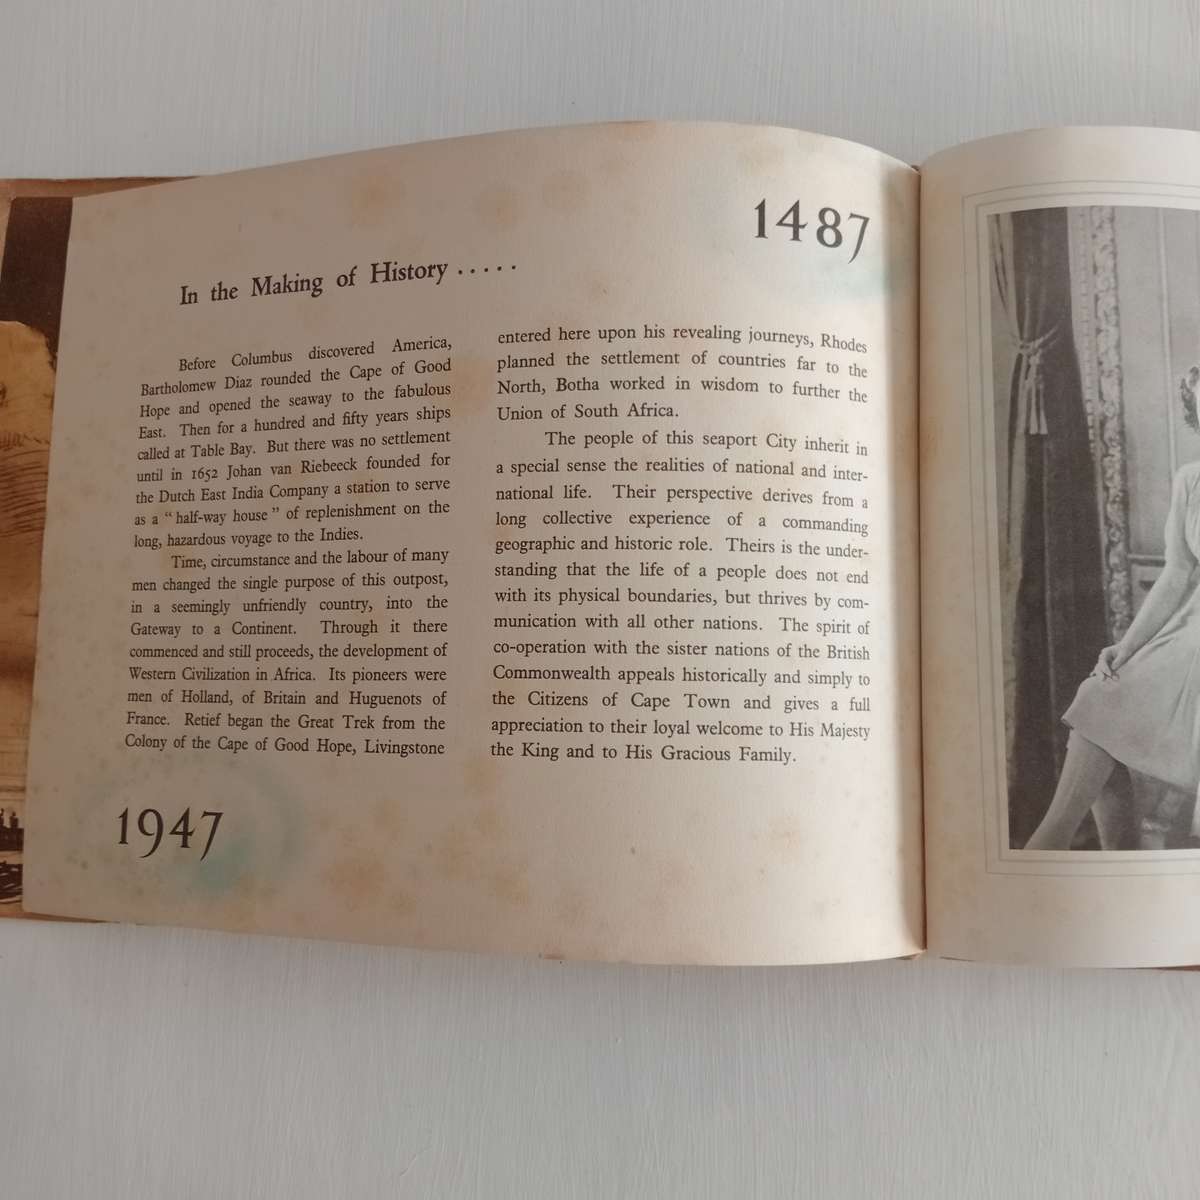 1487
In the Making of History .....
Before Columbus discovered America,
Bartholomew Diaz rounded the Cape of Good
Hope and opened the seaway to the fabulous
East. Then for a hundred and fifty years ships
called at Table Bay. But there was no settlement
until in 1652 Johan van Riebeeck founded for
the Dutch East India Company a station to serve
as a “ half-way house ” of replenishment on the
long, hazardous voyage to the Indies.
Time, circumstance and the labour of many
men changed the single purpose of this outpost,
in a seemingly unfriendly country, into the
Gateway to a Continent. Through it there
commenced and still proceeds, the development of
Western Civilization in Africa. Its pioneers were
men of Holland, of Britain and Huguenots of
France. Retief began the Great Trek from the
Colony of the Cape of Good Hope, Livingstone
entered here upon his revealing journeys, Rhodes
planned the settlement of countries far to the
North, Botha worked in wisdom to further the
Union of South Africa.
The people of this seaport City inherit in
a special sense the realities of national and inter-
national life. Their perspective derives from a
long collective experience of a commanding
geographic and historic role. Theirs is the under-
standing that the life of a people does not end
with its physical boundaries, but thrives by com-
munication with all other nations. The spirit of
co-operation with the sister nations of the British
Commonwealth appeals historically and simply to
the Citizens of Cape Town and gives a full
appreciation to their loyal welcome to His Majesty
the King and to His Gracious Family.
1947